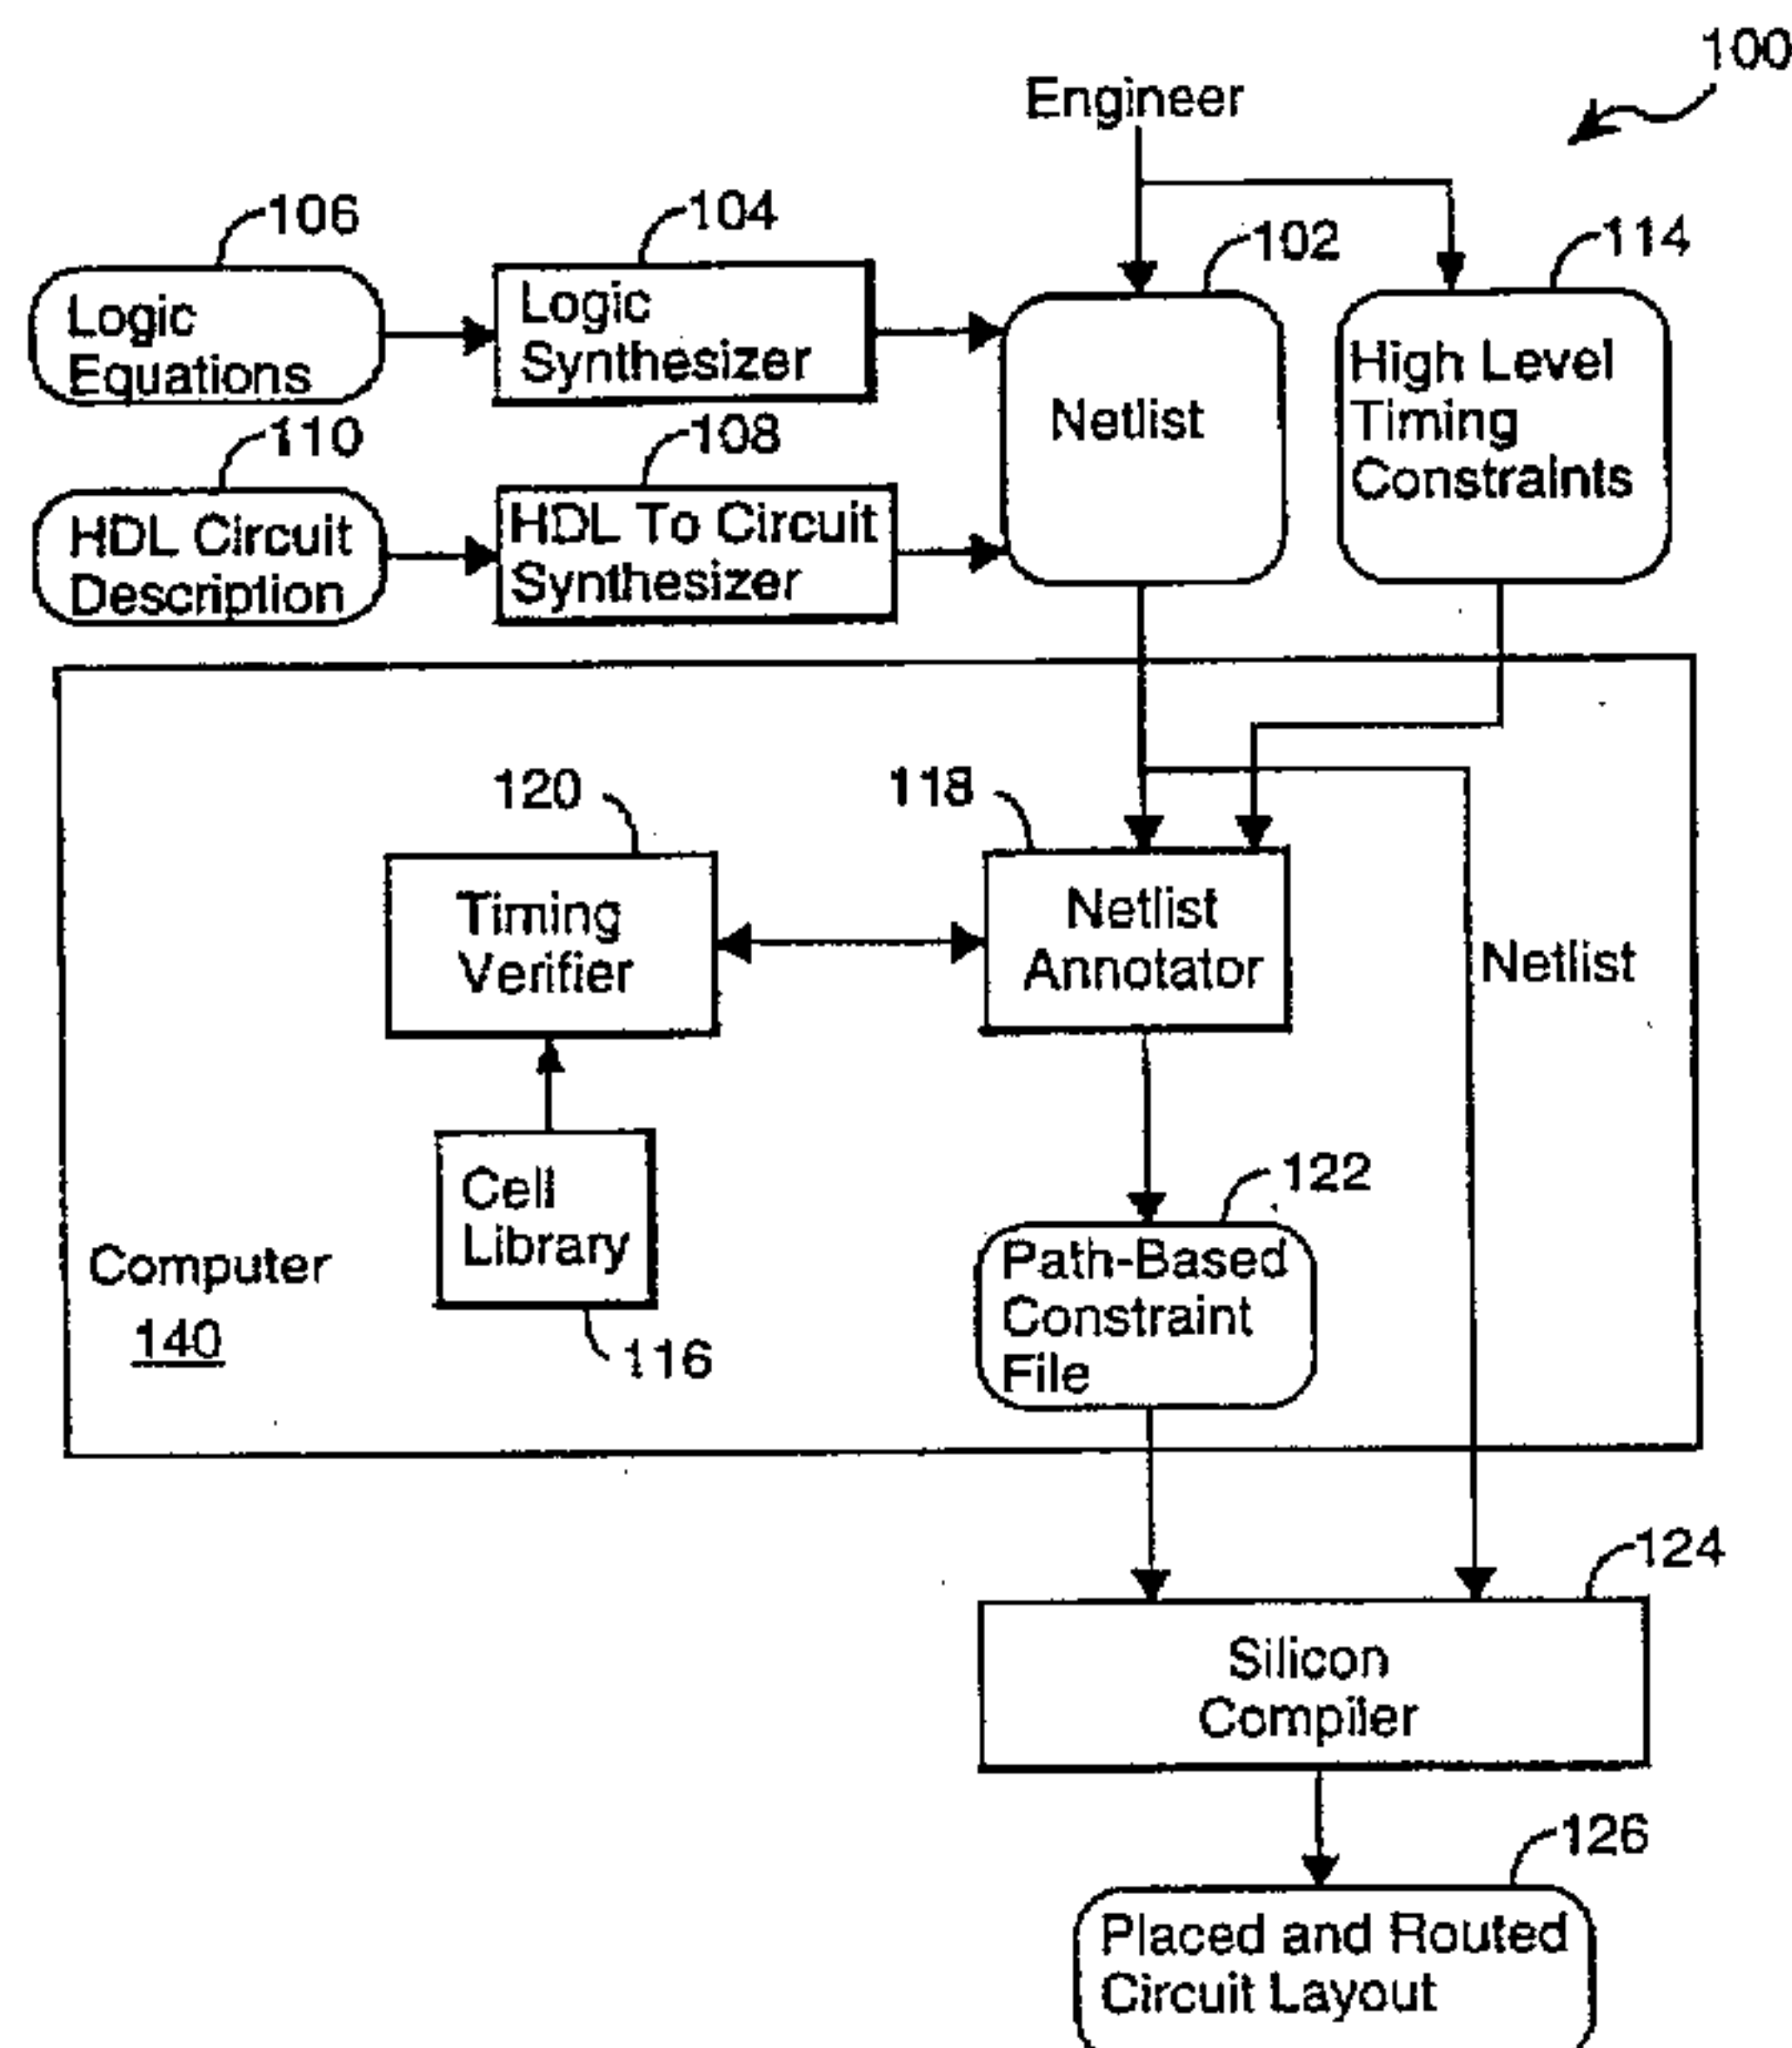 100
Engineer
106
104
102
114
Logic
Equations
Logic
Synthesizer
Netlist
High Level
Timing
Constraints
110
108
HDL Circuit
Description
HDL To Circuit
Synthesizer
120
118
Timing
Verifier
Netlist
Annotator
Netlist
Cell
Library
116
Computer
140
122
Path-Based
Constraint
File
124
Silicon
Compiler
126
Placed and Routed
Circuit Layout